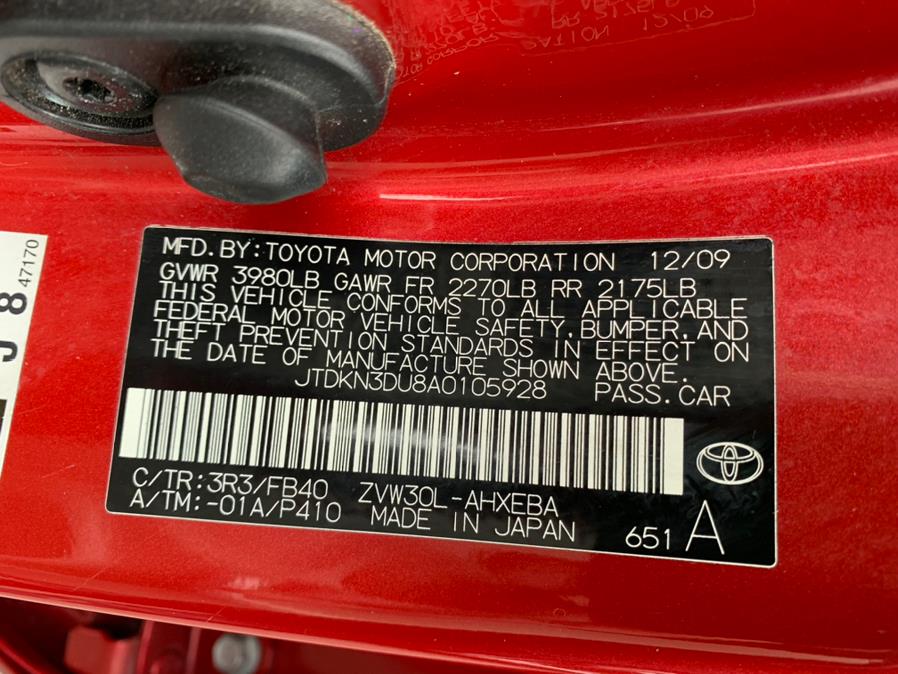 MFD. BY: TOYOTA MOTOR CORPORATION 12/09
GVWR 3980LB GAWR FR 2270LB RR 2175LB
THIS VEHICLE CONFORMS TO ALL APPLICABLE
FEDERAL MOTOR VEHICLE SAFETY, BUMPER, AND
THEFT PREVENTION STANDARDS IN EFFECT ON
THE DATE OF MANUFACTURE SHOWN ABOVE.
JTDKN3DU8A0105928 PASS. CAR
C/TR: 3R3/FB40 ZVW30L-AHXEBA
A/TM: -01A/P410 MADE IN JAPAN 651 A
J 8
47170